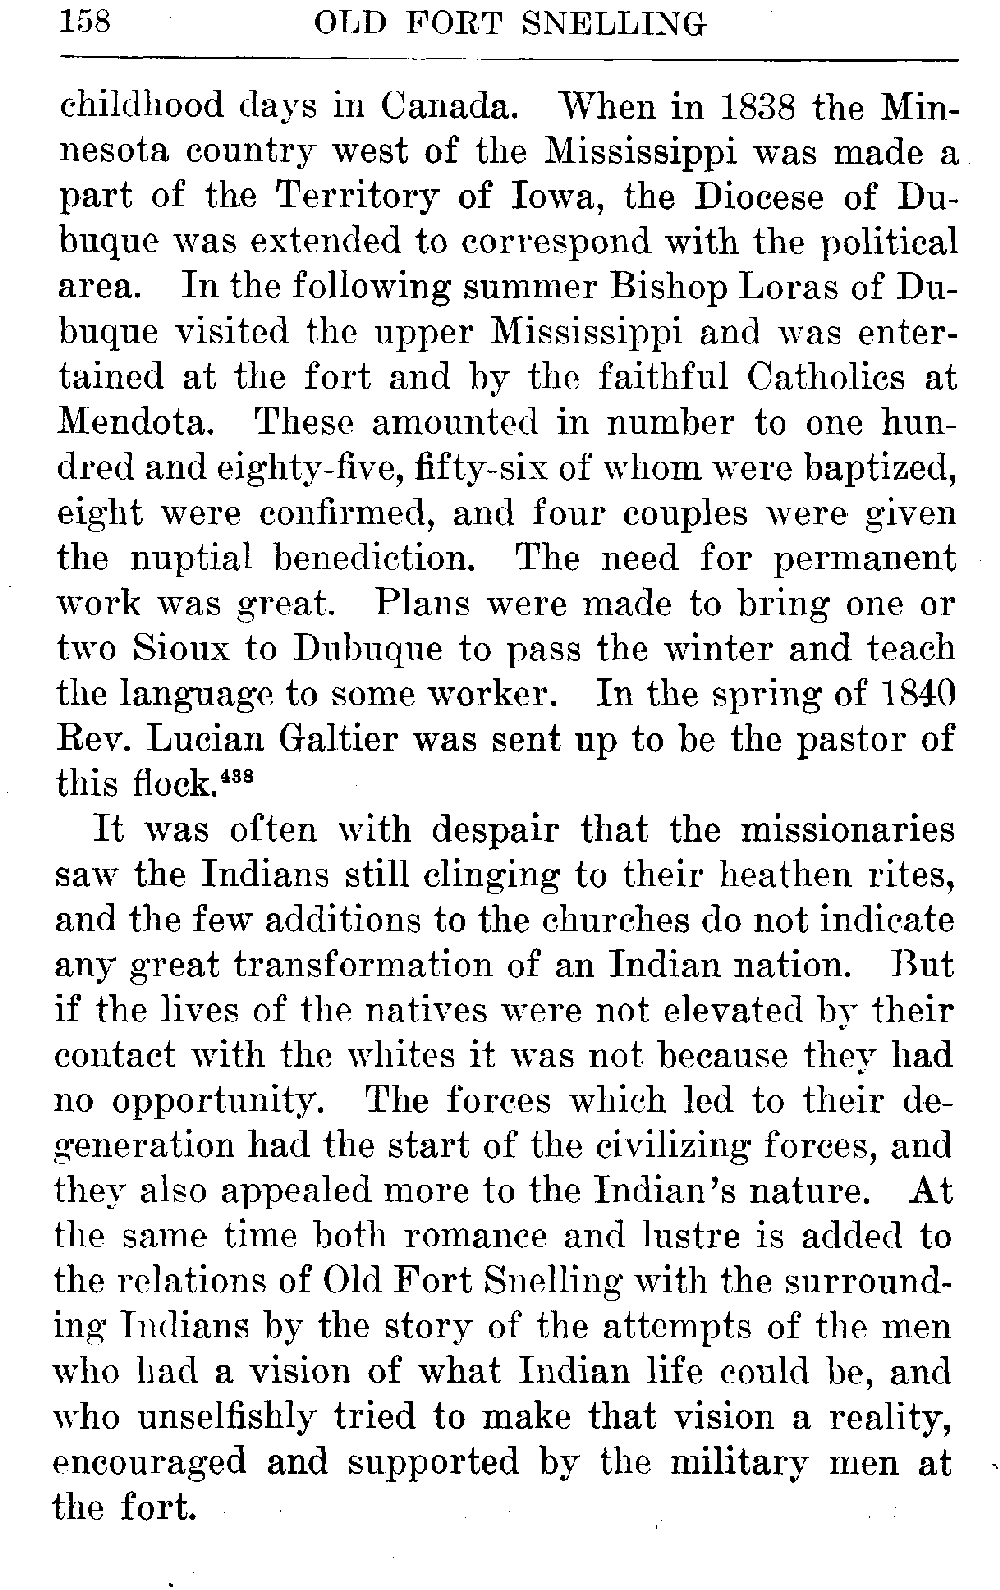 158 OLD FORT SNELLING
childhood days in Canada. When in 1838 the Min-
nesota country west of the Mississippi was made a
part of the Territory of Iowa, the Diocese of Du-
buque was extended to correspond with the political
area. In the following summer Bishop Loras of Du-
buque visited the upper Mississippi and was enter-
tained at the fort and by the faithful Catholics at
Mendota. These amounted in number to one hun-
dred and eighty-five, fifty-six of whom were baptized,
eight were confirmed, and four couples were given
the nuptial benediction. The need for permanent
work was great. Plans were made to bring one or
two Sioux to Dubuque to pass the winter and teach
the language to some worker. In the spring of 1840
Rev. Lucian Galtier was sent up to be the pastor of
this flock.⁴³⁸
It was often with despair that the missionaries
saw the Indians still clinging to their heathen rites,
and the few additions to the churches do not indicate
any great transformation of an Indian nation. But
if the lives of the natives were not elevated by their
contact with the whites it was not because they had
no opportunity. The forces which led to their de-
generation had the start of the civilizing forces, and
they also appealed more to the Indian's nature. At
the same time both romance and lustre is added to
the relations of Old Fort Snelling with the surround-
ing Indians by the story of the attempts of the men
who had a vision of what Indian life could be, and
who unselfishly tried to make that vision a reality,
encouraged and supported by the military men at
the fort.